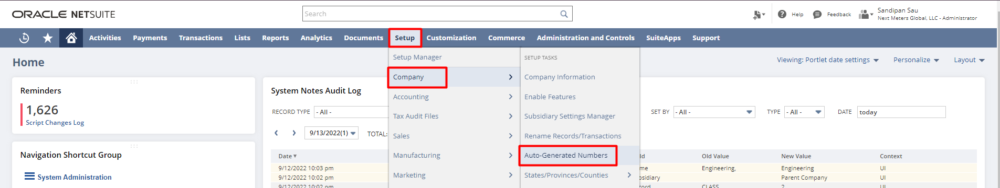 ORACLE NETSUITE
Search
Help
Feedback
Sandipan Sau
Next Meters Global, LLC - Administrator
Activities Payments Transactions Lists Reports Analytics Documents Setup Customization Commerce Administration and Controls SuiteApps Support
Home
Viewing: Portlet date settings Personalize Layout
Setup Manager
Company
Accounting
Tax Audit Files
Sales
Manufacturing
Marketing
SETUP TASKS
Company Information
Enable Features
Subsidiary Settings Manager
Rename Records/Transactions
Auto-Generated Numbers
States/Provinces/Counties
Reminders
1,626
Script Changes Log
Navigation Shortcut Group
System Administration
System Notes Audit Log
RECORD TYPE - All -
SET BY - All - TYPE - All - DATE today
9/13/2022(1) TOTAL:
Date ld Old Value New Value Context
9/12/2022 10:03 pm me Engineering, Engineering UI
9/12/2022 10:02 pm sidiary Parent Company UI
9/12/2022 10:02 pm cord CLASS 2 UI